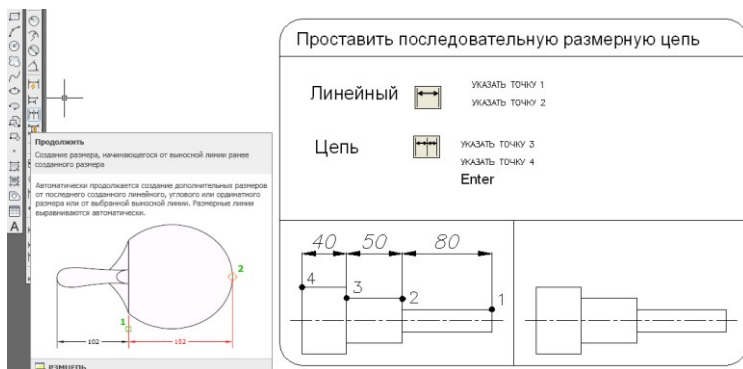 Продолжить
Создание размера, начинающегося от выносной линии ранее
созданного размера
Автоматически продолжается создание дополнительных размеров
от последнего созданного линейного, углового или ординатного
размера или от выбранной выносной линии. Размерные линии
выравниваются автоматически.
2
1
102
152
РЗМЦЕПЬ
A
Проставить последовательную размерную цепь
Линейный
УКАЗАТЬ ТОЧКУ 1
УКАЗАТЬ ТОЧКУ 2
Цепь
УКАЗАТЬ ТОЧКУ 3
УКАЗАТЬ ТОЧКУ 4
Enter
40 50 80
4
3
2
1